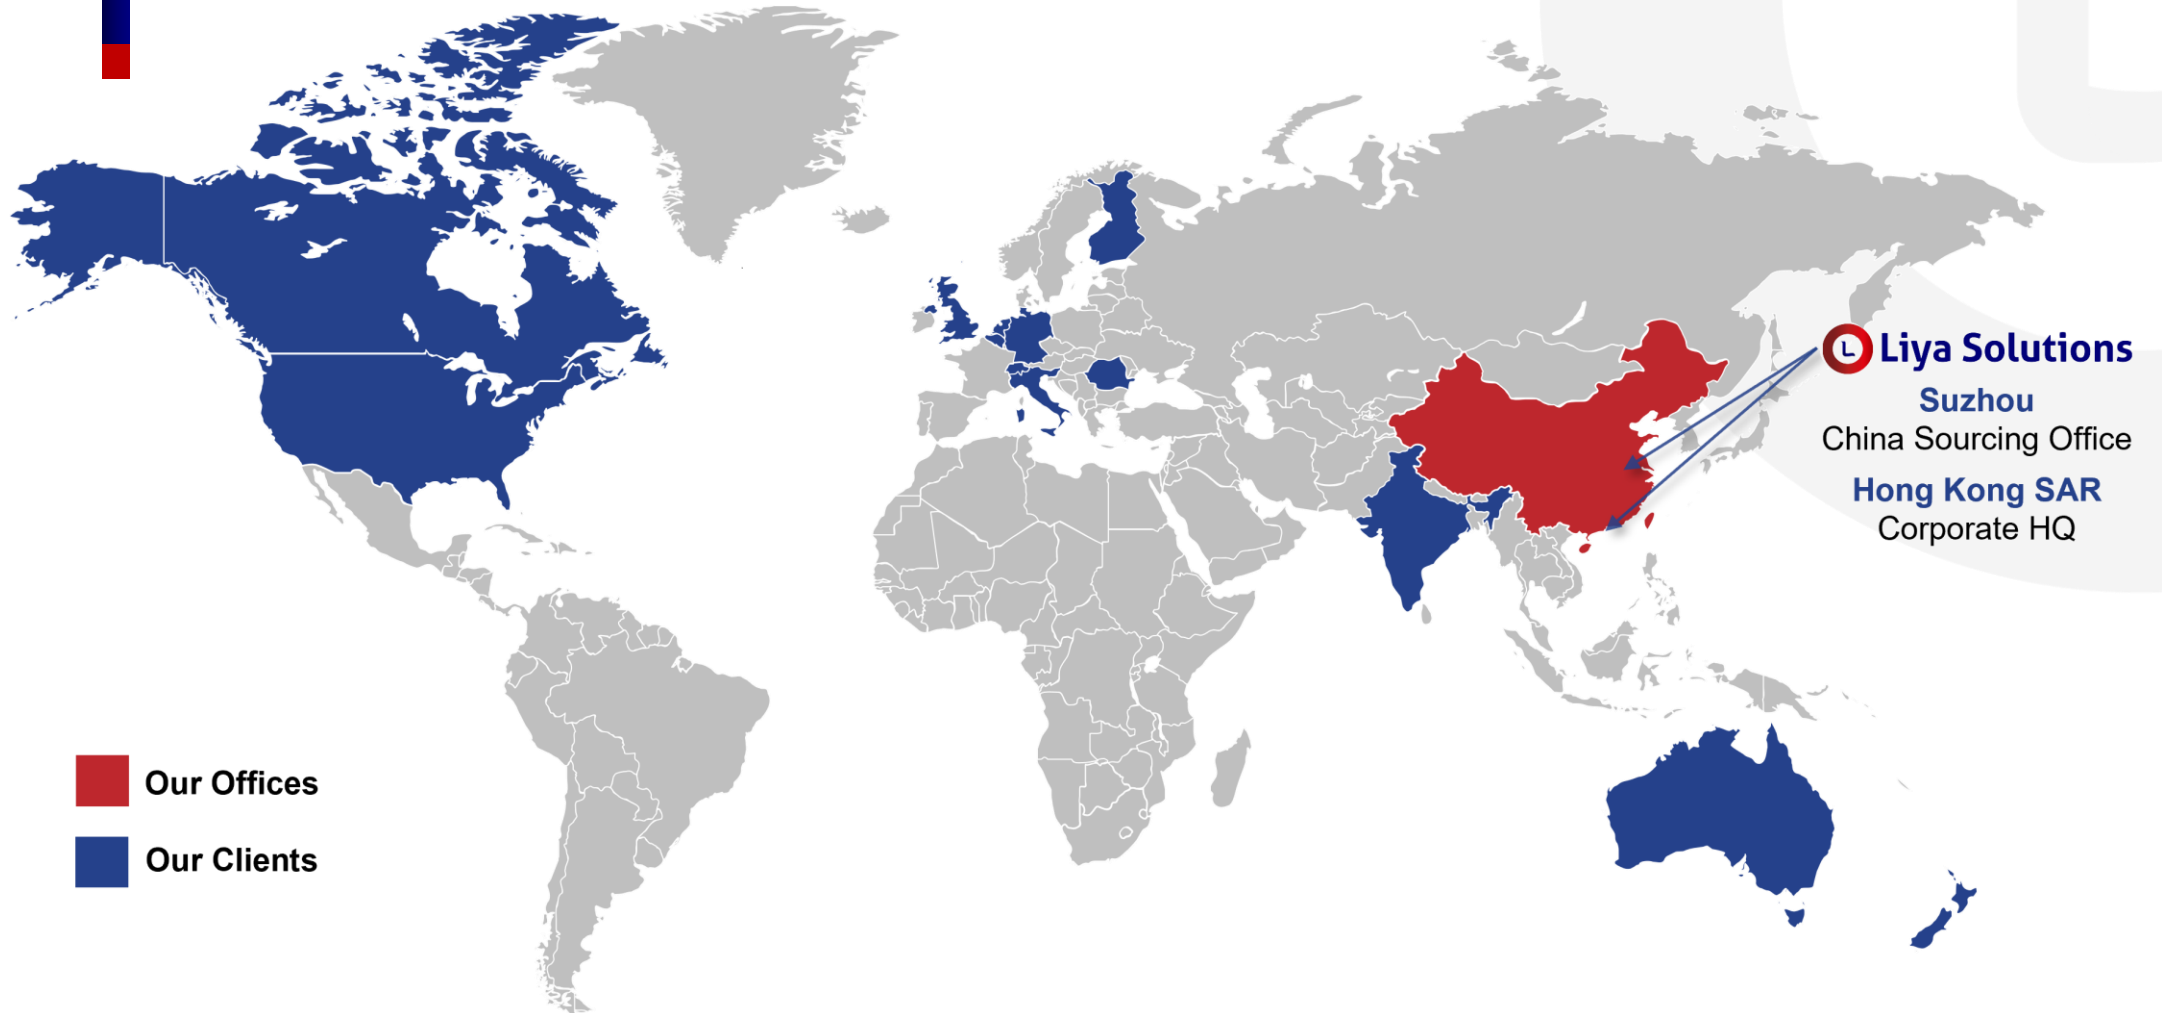 L Liya Solutions
Suzhou
China Sourcing Office
Hong Kong SAR
Corporate HQ
Our Offices
Our Clients